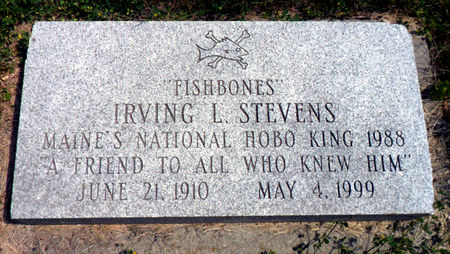 "FISHBONES"
IRVING L. STEVENS
MAINE'S NATIONAL HOBO KING 1988
"A FRIEND TO ALL WHO KNEW HIM"
JUNE 21, 1910 MAY 4, 1999